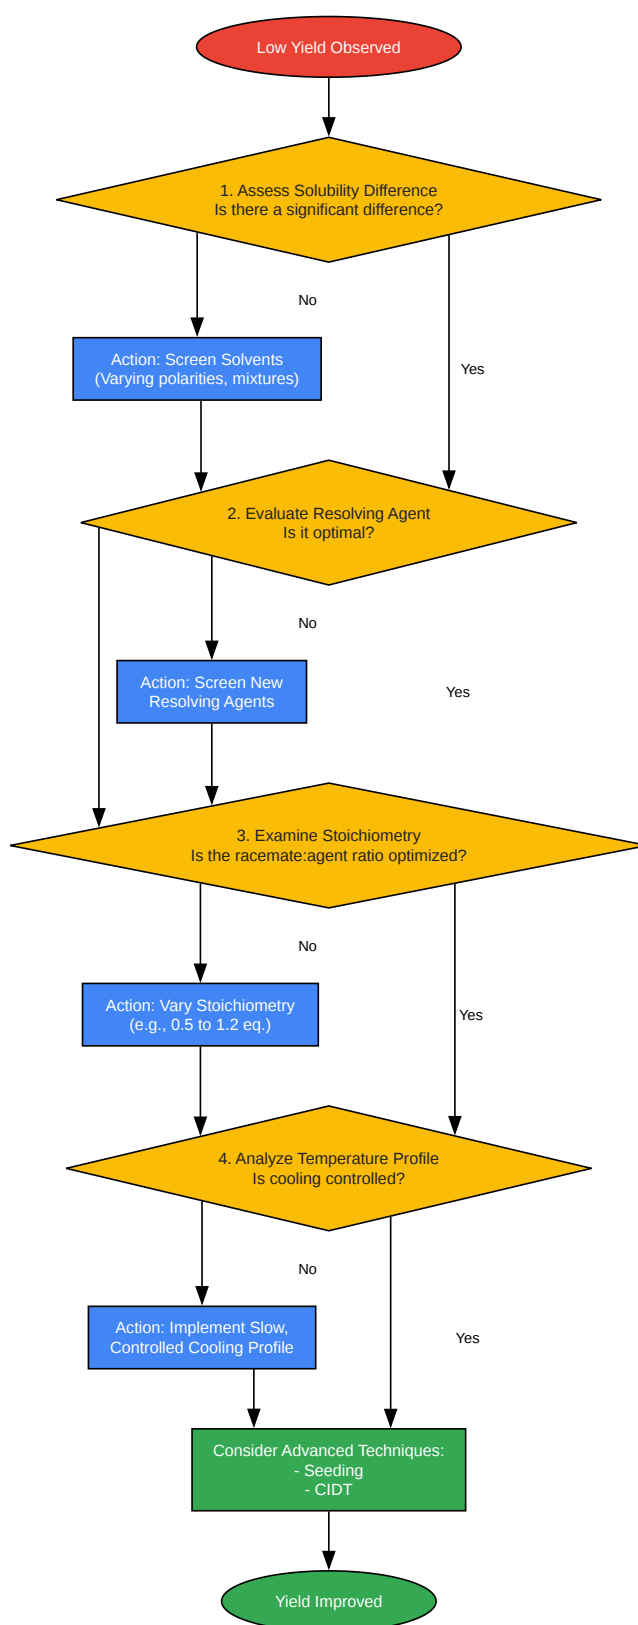 Low Yield Observed
1. Assess Solubility Difference
Is there a significant difference?
No
Action: Screen Solvents
(Varying polarities, mixtures)
Yes
2. Evaluate Resolving Agent
Is it optimal?
No
Action: Screen New
Resolving Agents
Yes
3. Examine Stoichiometry
Is the racemate:agent ratio optimized?
No
Action: Vary Stoichiometry
(e.g., 0.5 to 1.2 eq.)
Yes
4. Analyze Temperature Profile
Is cooling controlled?
No
Action: Implement Slow,
Controlled Cooling Profile
Yes
Consider Advanced Techniques:
- Seeding
- CIDT
Yield Improved